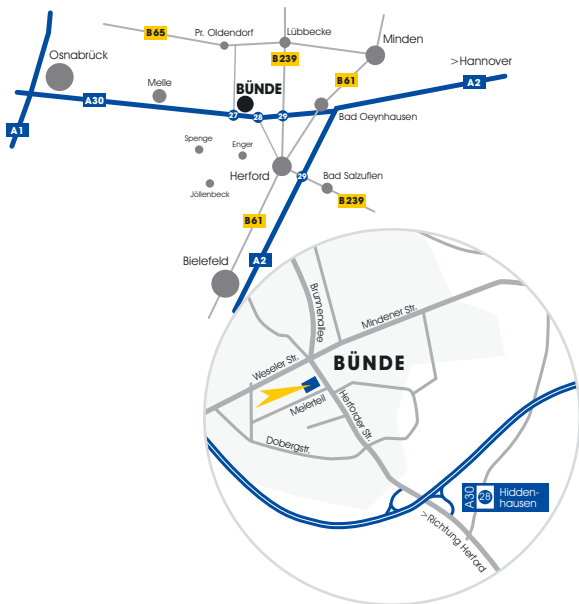 B65
Pr. Oldendorf
Lübbecke
Minden
Osnabrück
B239
>Hannover
Melle
BÜNDE
B61
A2
A30
Bad Oeynhausen
27
28
29
A1
Spenge
Enger
Herford
29
Bad Salzuflen
Jöllenbeck
B239
B61
Bielefeld
A2
Brunnenallee
Mindener Str.
Weseler Str.
BÜNDE
Meierteil
Herforder Str.
Dobergstr.
A30
28
Hidden-
hausen
>Richtung Herford